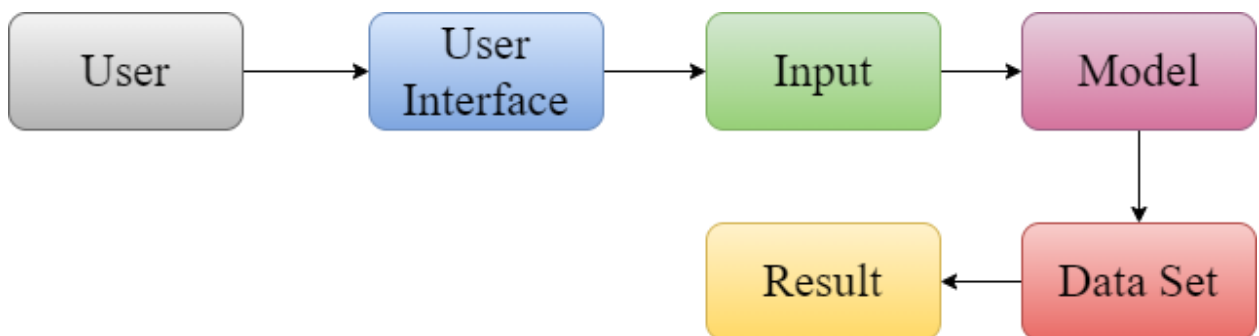 User
User
Interface
Input
Model
Result
Data Set